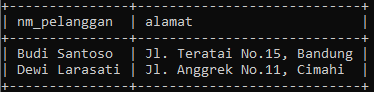 nm_pelanggan | alamat
Budi Santoso | Jl. Teratai No.15, Bandung
Dewi Larasati | Jl. Anggrek No.11, Cimahi